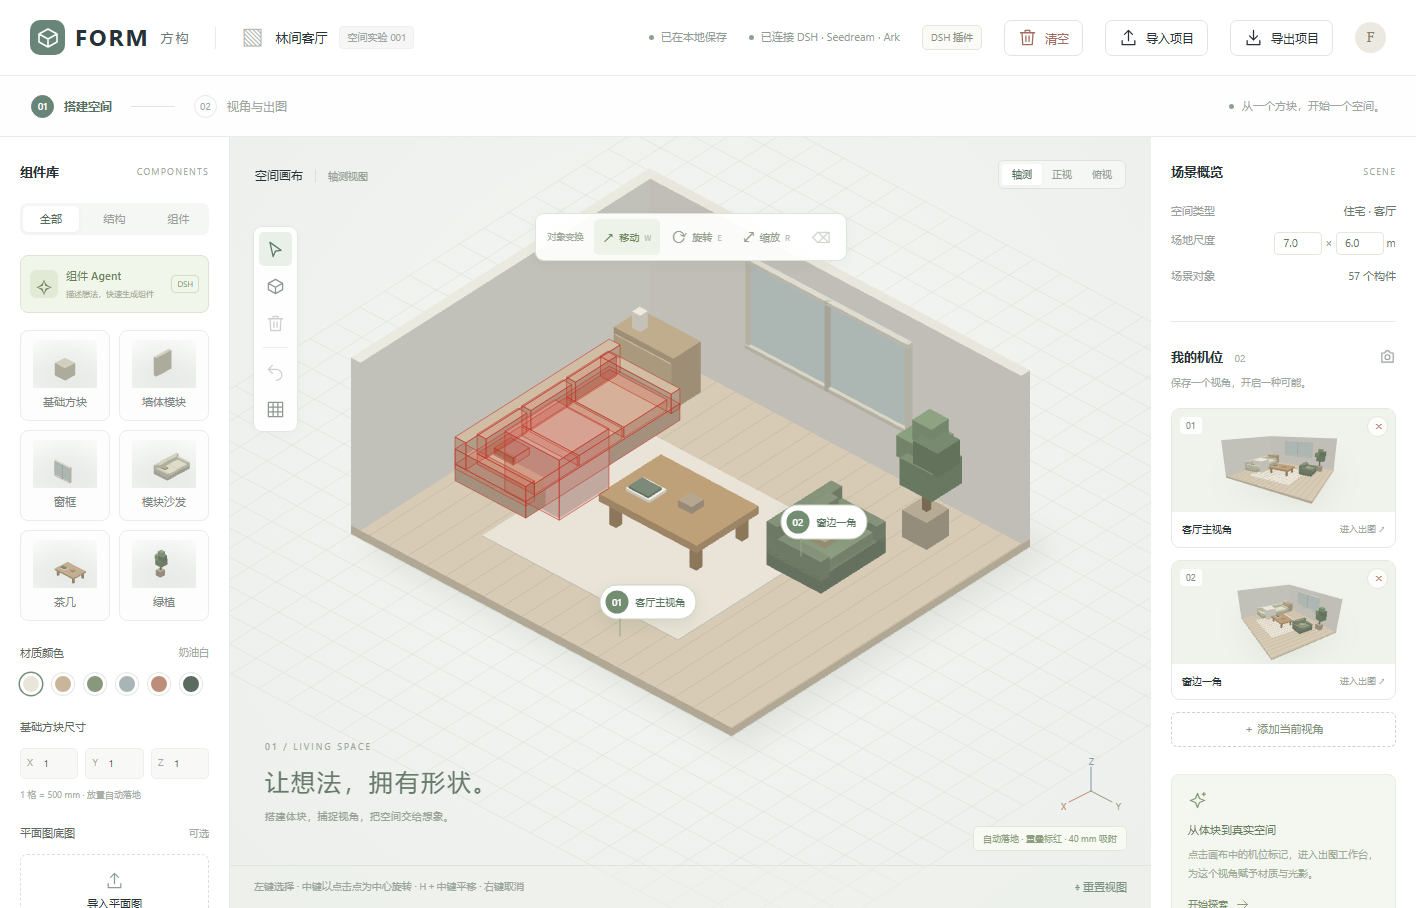 FORM 方构
林间客厅
空间实验 001
已在本地保存
已连接 DSH · Seedream · Ark
DSH 插件
清空
导入项目
导出项目
F
01 搭建空间
02 视角与出图
从一个方块，开始一个空间。
组件库
COMPONENTS
全部
结构
组件
组件 Agent
描述想法，快速生成组件
DSH
基础方块
墙体模块
窗框
模块沙发
茶几
绿植
材质颜色
奶油白
基础方块尺寸
X 1
Y 1
Z 1
1 格 = 500 mm · 放置自动落地
平面图底图
可选
导入平面图
空间画布
轴测视图
轴测
正视
俯视
对象变换
移动 W
旋转 E
缩放 R
02 窗边一角
01 客厅主视角
01 / LIVING SPACE
让想法，拥有形状。
搭建体块，捕捉视角，把空间交给想象。
Z
X
Y
自动落地 · 重叠标红 · 40 mm 吸附
左键选择 · 中键以点击点为中心旋转 · H + 中键平移 · 右键取消
重置视图
场景概览
SCENE
空间类型
住宅 · 客厅
场地尺度
7.0 × 6.0 m
场景对象
57 个构件
我的机位 02
保存一个视角，开启一种可能。
01
客厅主视角
进入出图 ↗
02
窗边一角
进入出图 ↗
+ 添加当前视角
从体块到真实空间
点击画布中的机位标记，进入出图工作台，
为这个视角赋予材质与光影。
开始探索 →